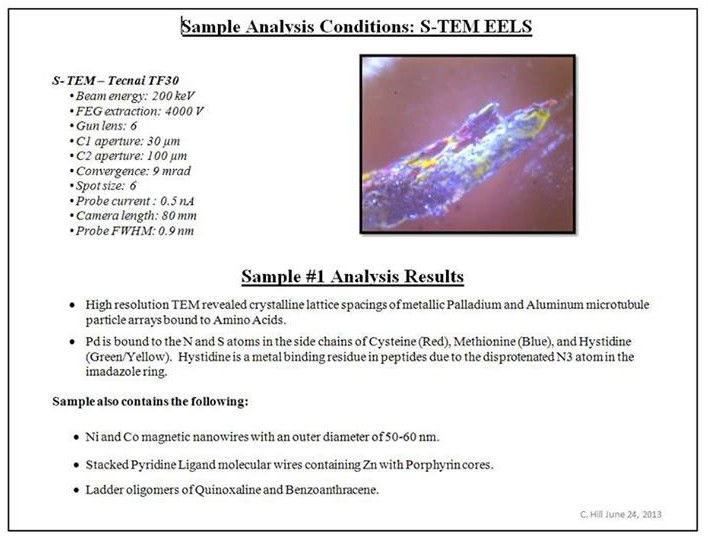 Sample Analysis Conditions: S-TEM EELS
S-TEM – Tecnai TF30
• Beam energy: 200 keV
• FEG extraction: 4000 V
• Gun lens: 6
• C1 aperture: 30 µm
• C2 aperture: 100 µm
• Convergence: 9 mrad
• Spot size: 6
• Probe current : 0.5 nA
• Camera length: 80 mm
• Probe FWHM: 0.9 nm
Sample #1 Analysis Results
• High resolution TEM revealed crystalline lattice spacings of metallic Palladium and Aluminum microtubule
particle arrays bound to Amino Acids.
• Pd is bound to the N and S atoms in the side chains of Cysteine (Red), Methionine (Blue), and Hystidine
(Green/Yellow). Hystidine is a metal binding residue in peptides due to the disprotenated N3 atom in the
imadazole ring.
Sample also contains the following:
• Ni and Co magnetic nanowires with an outer diameter of 50-60 nm.
• Stacked Pyridine Ligand molecular wires containing Zn with Porphyrin cores.
• Ladder oligomers of Quinoxaline and Benzoanthracene.
C. Hill June 24, 2013